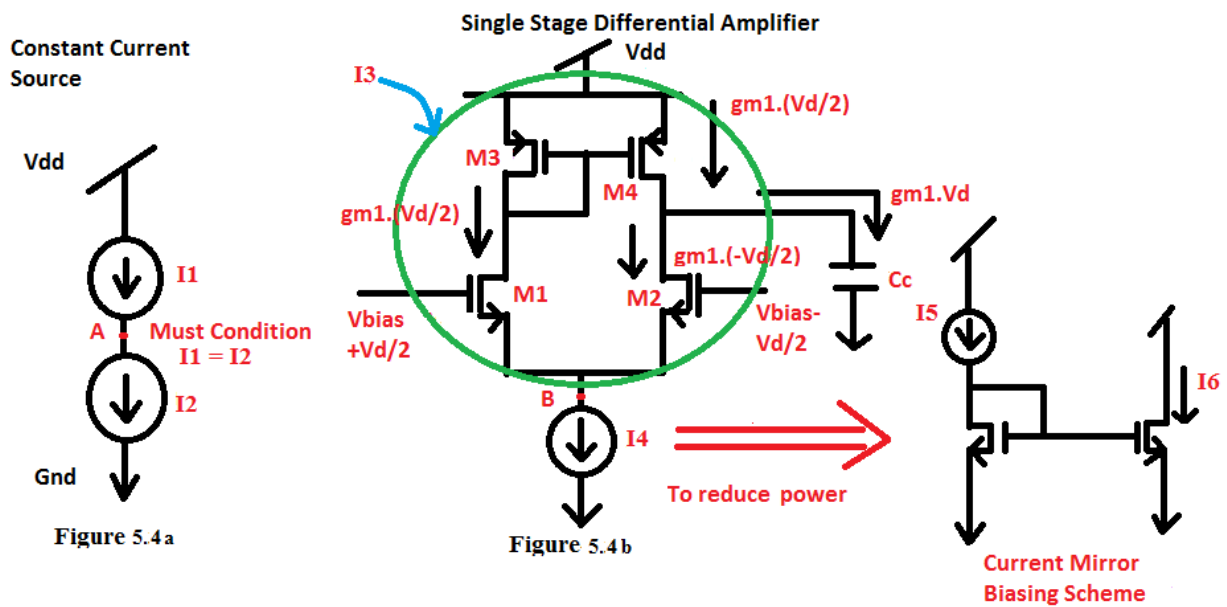 Single Stage Differential Amplifier
Constant Current
Source
Vdd
I3
gm1.(Vd/2)
Vdd
M3
M4
gm1.(Vd/2)
gm1.Vd
gm1.(-Vd/2)
I1
A
Must Condition
I1 = I2
M1
M2
Cc
Vbias
+Vd/2
Vbias-
Vd/2
I5
I2
B
I4
I6
Gnd
To reduce power
Figure 5.4a
Figure 5.4b
Current Mirror
Biasing Scheme